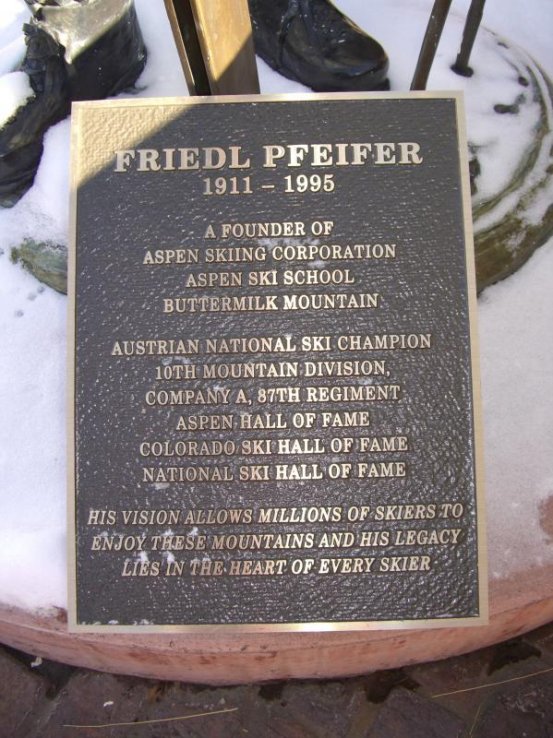 FRIEDL PFEIFER
1911 – 1995
A FOUNDER OF
ASPEN SKIING CORPORATION
ASPEN SKI SCHOOL
BUTTERMILK MOUNTAIN
AUSTRIAN NATIONAL SKI CHAMPION
10TH MOUNTAIN DIVISION,
COMPANY A, 87TH REGIMENT
ASPEN HALL OF FAME
COLORADO SKI HALL OF FAME
NATIONAL SKI HALL OF FAME
HIS VISION ALLOWS MILLIONS OF SKIERS TO
ENJOY THESE MOUNTAINS AND HIS LEGACY
LIES IN THE HEART OF EVERY SKIER